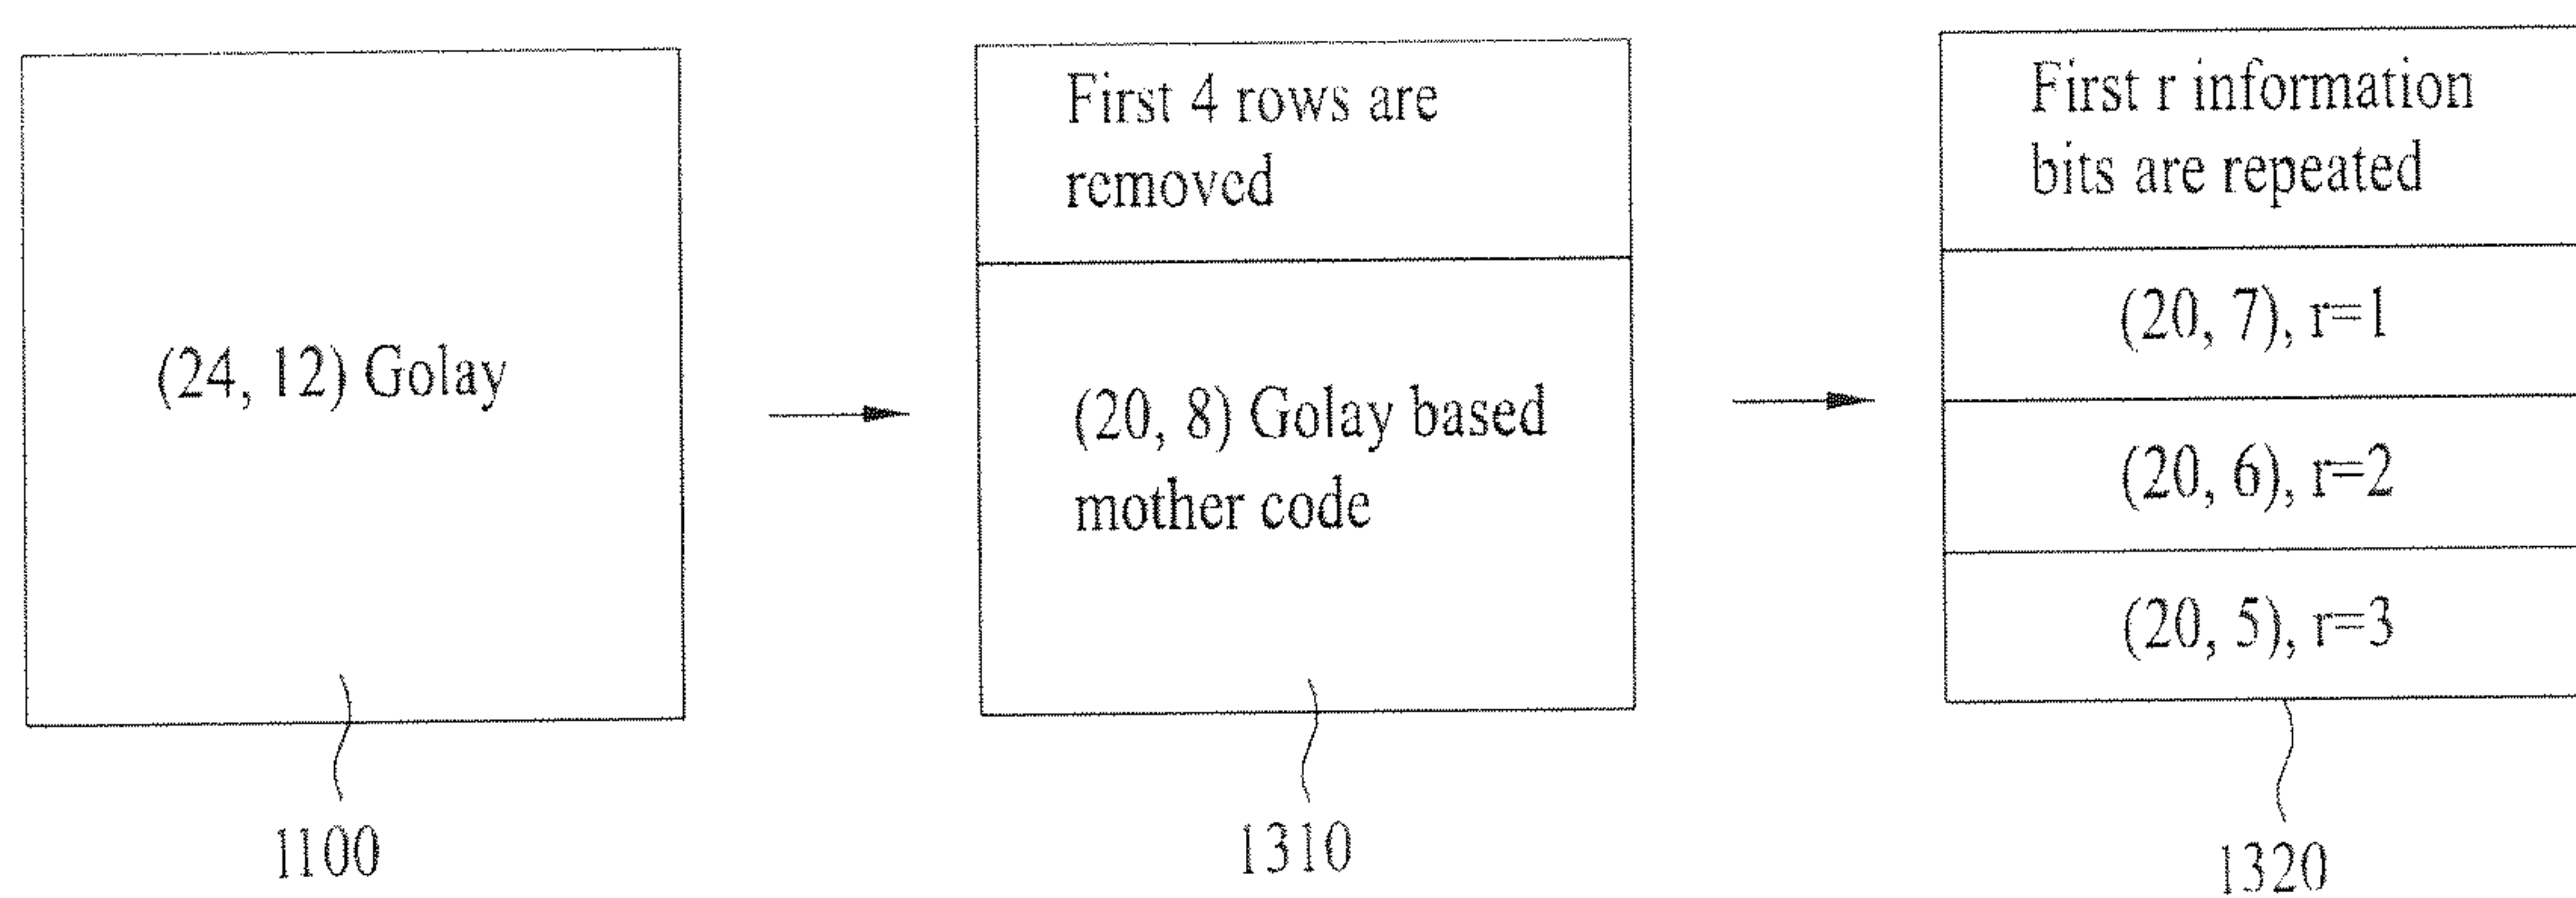 (24, 12) Golay
1100
First 4 rows are
removed
(20, 8) Golay based
mother code
1310
First r information
bits are repeated
(20, 7), r=1
(20, 6), r=2
(20, 5), r=3
1320